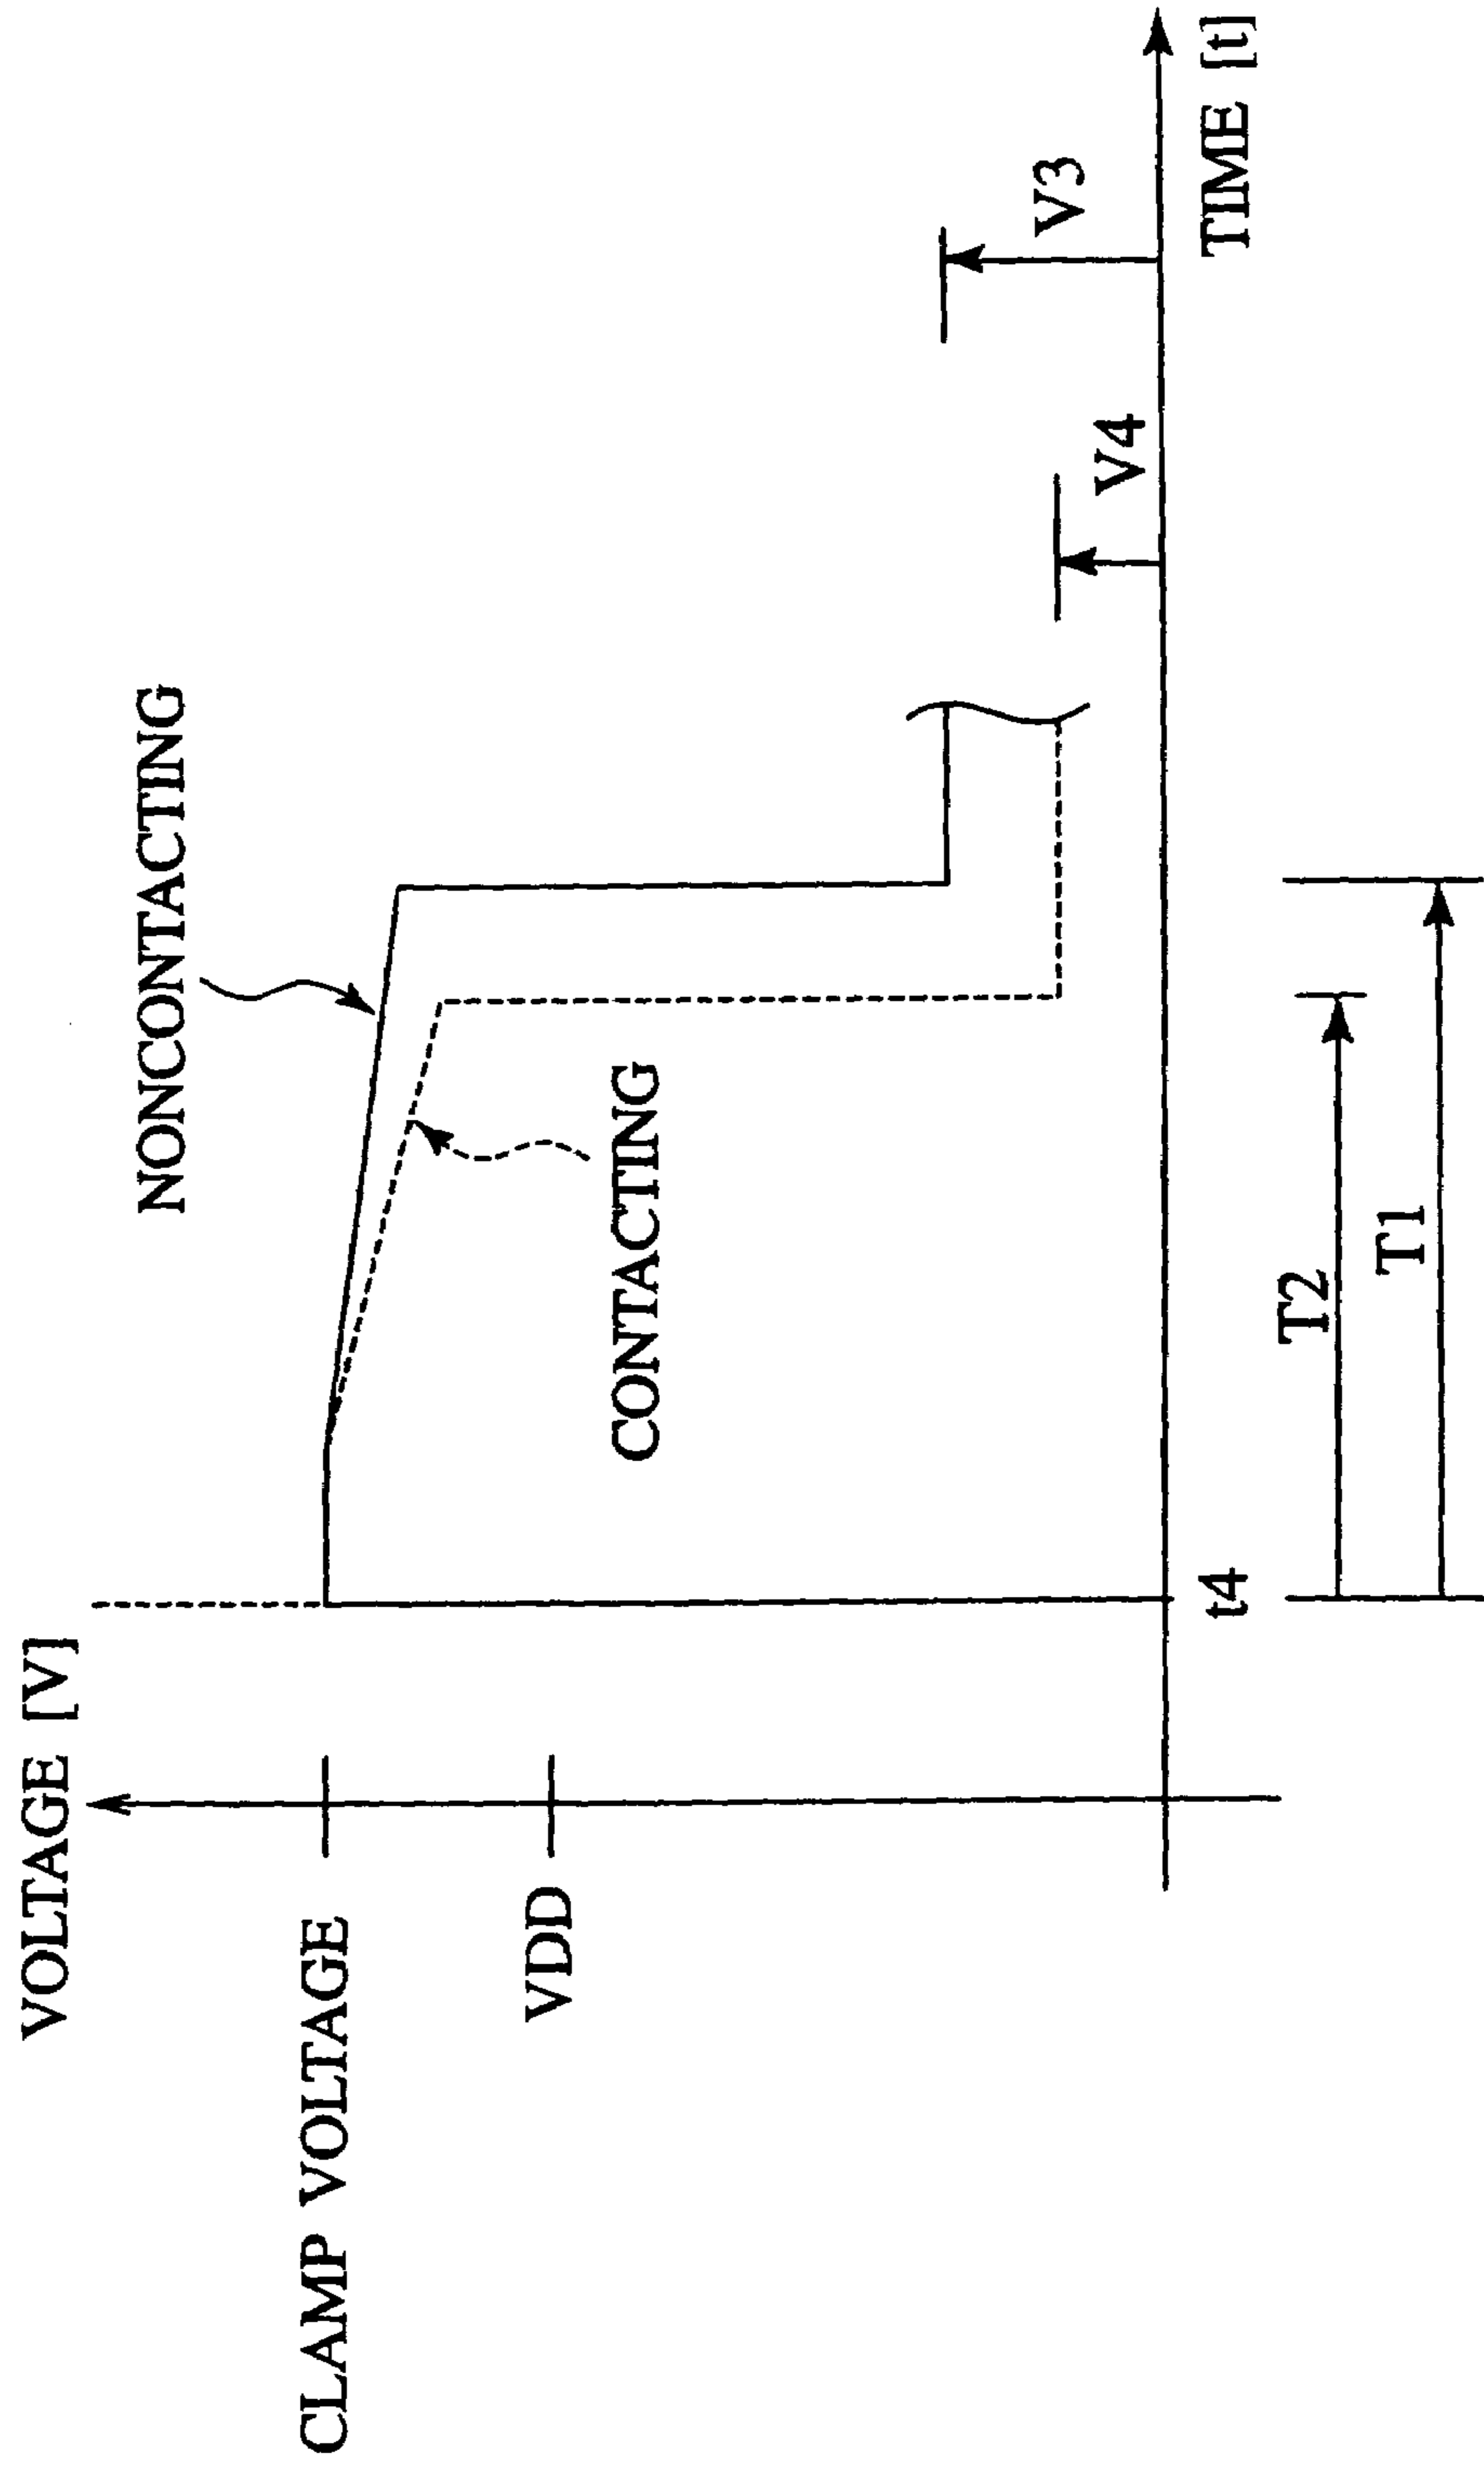 VOLTAGE [V]
NONCONTACTING
CLAMP VOLTAGE
VDD
CONTACTING
V3
V4
t4
TIME [t]
T2
T1